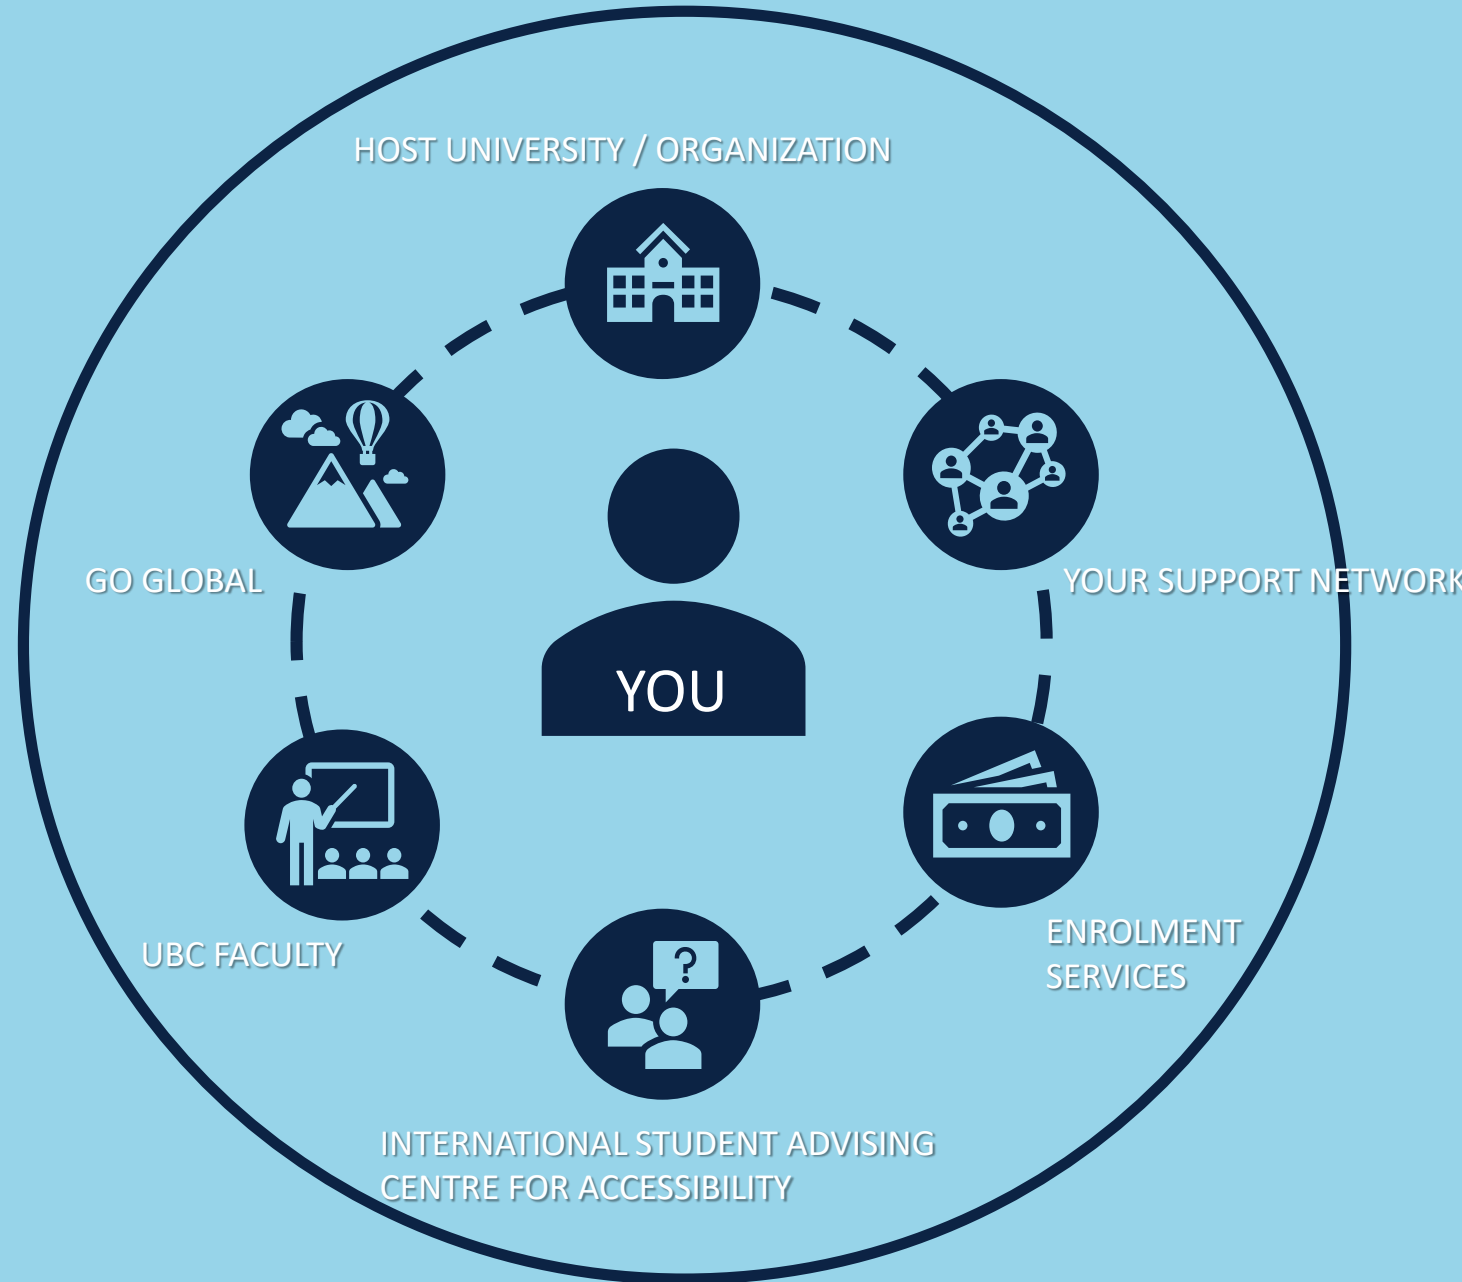 HOST UNIVERSITY / ORGANIZATION
GO GLOBAL
YOUR SUPPORT NETWORK
YOU
UBC FACULTY
ENROLMENT
SERVICES
?
INTERNATIONAL STUDENT ADVISING
CENTRE FOR ACCESSIBILITY